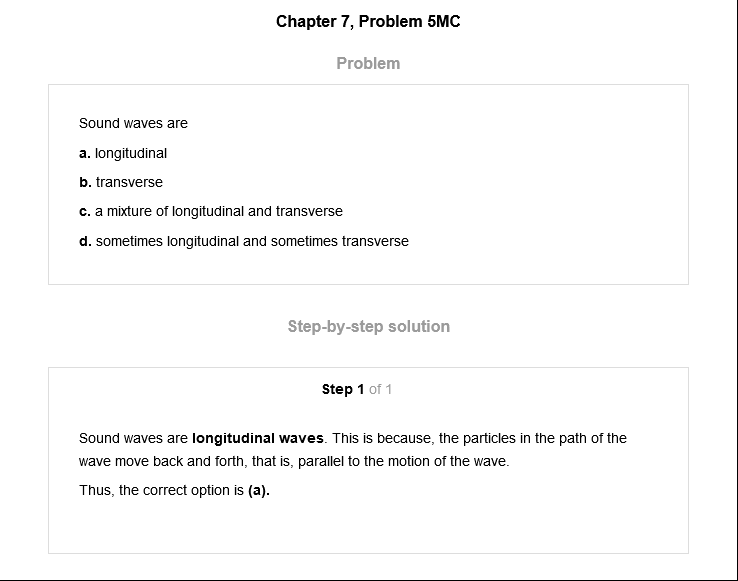 Chapter 7, Problem 5MC
Problem
Sound waves are
a. longitudinal
b. transverse
c. a mixture of longitudinal and transverse
d. sometimes longitudinal and sometimes transverse
Step-by-step solution
Step 1 of 1
Sound waves are longitudinal waves. This is because, the particles in the path of the
wave move back and forth, that is, parallel to the motion of the wave.
Thus, the correct option is (a).